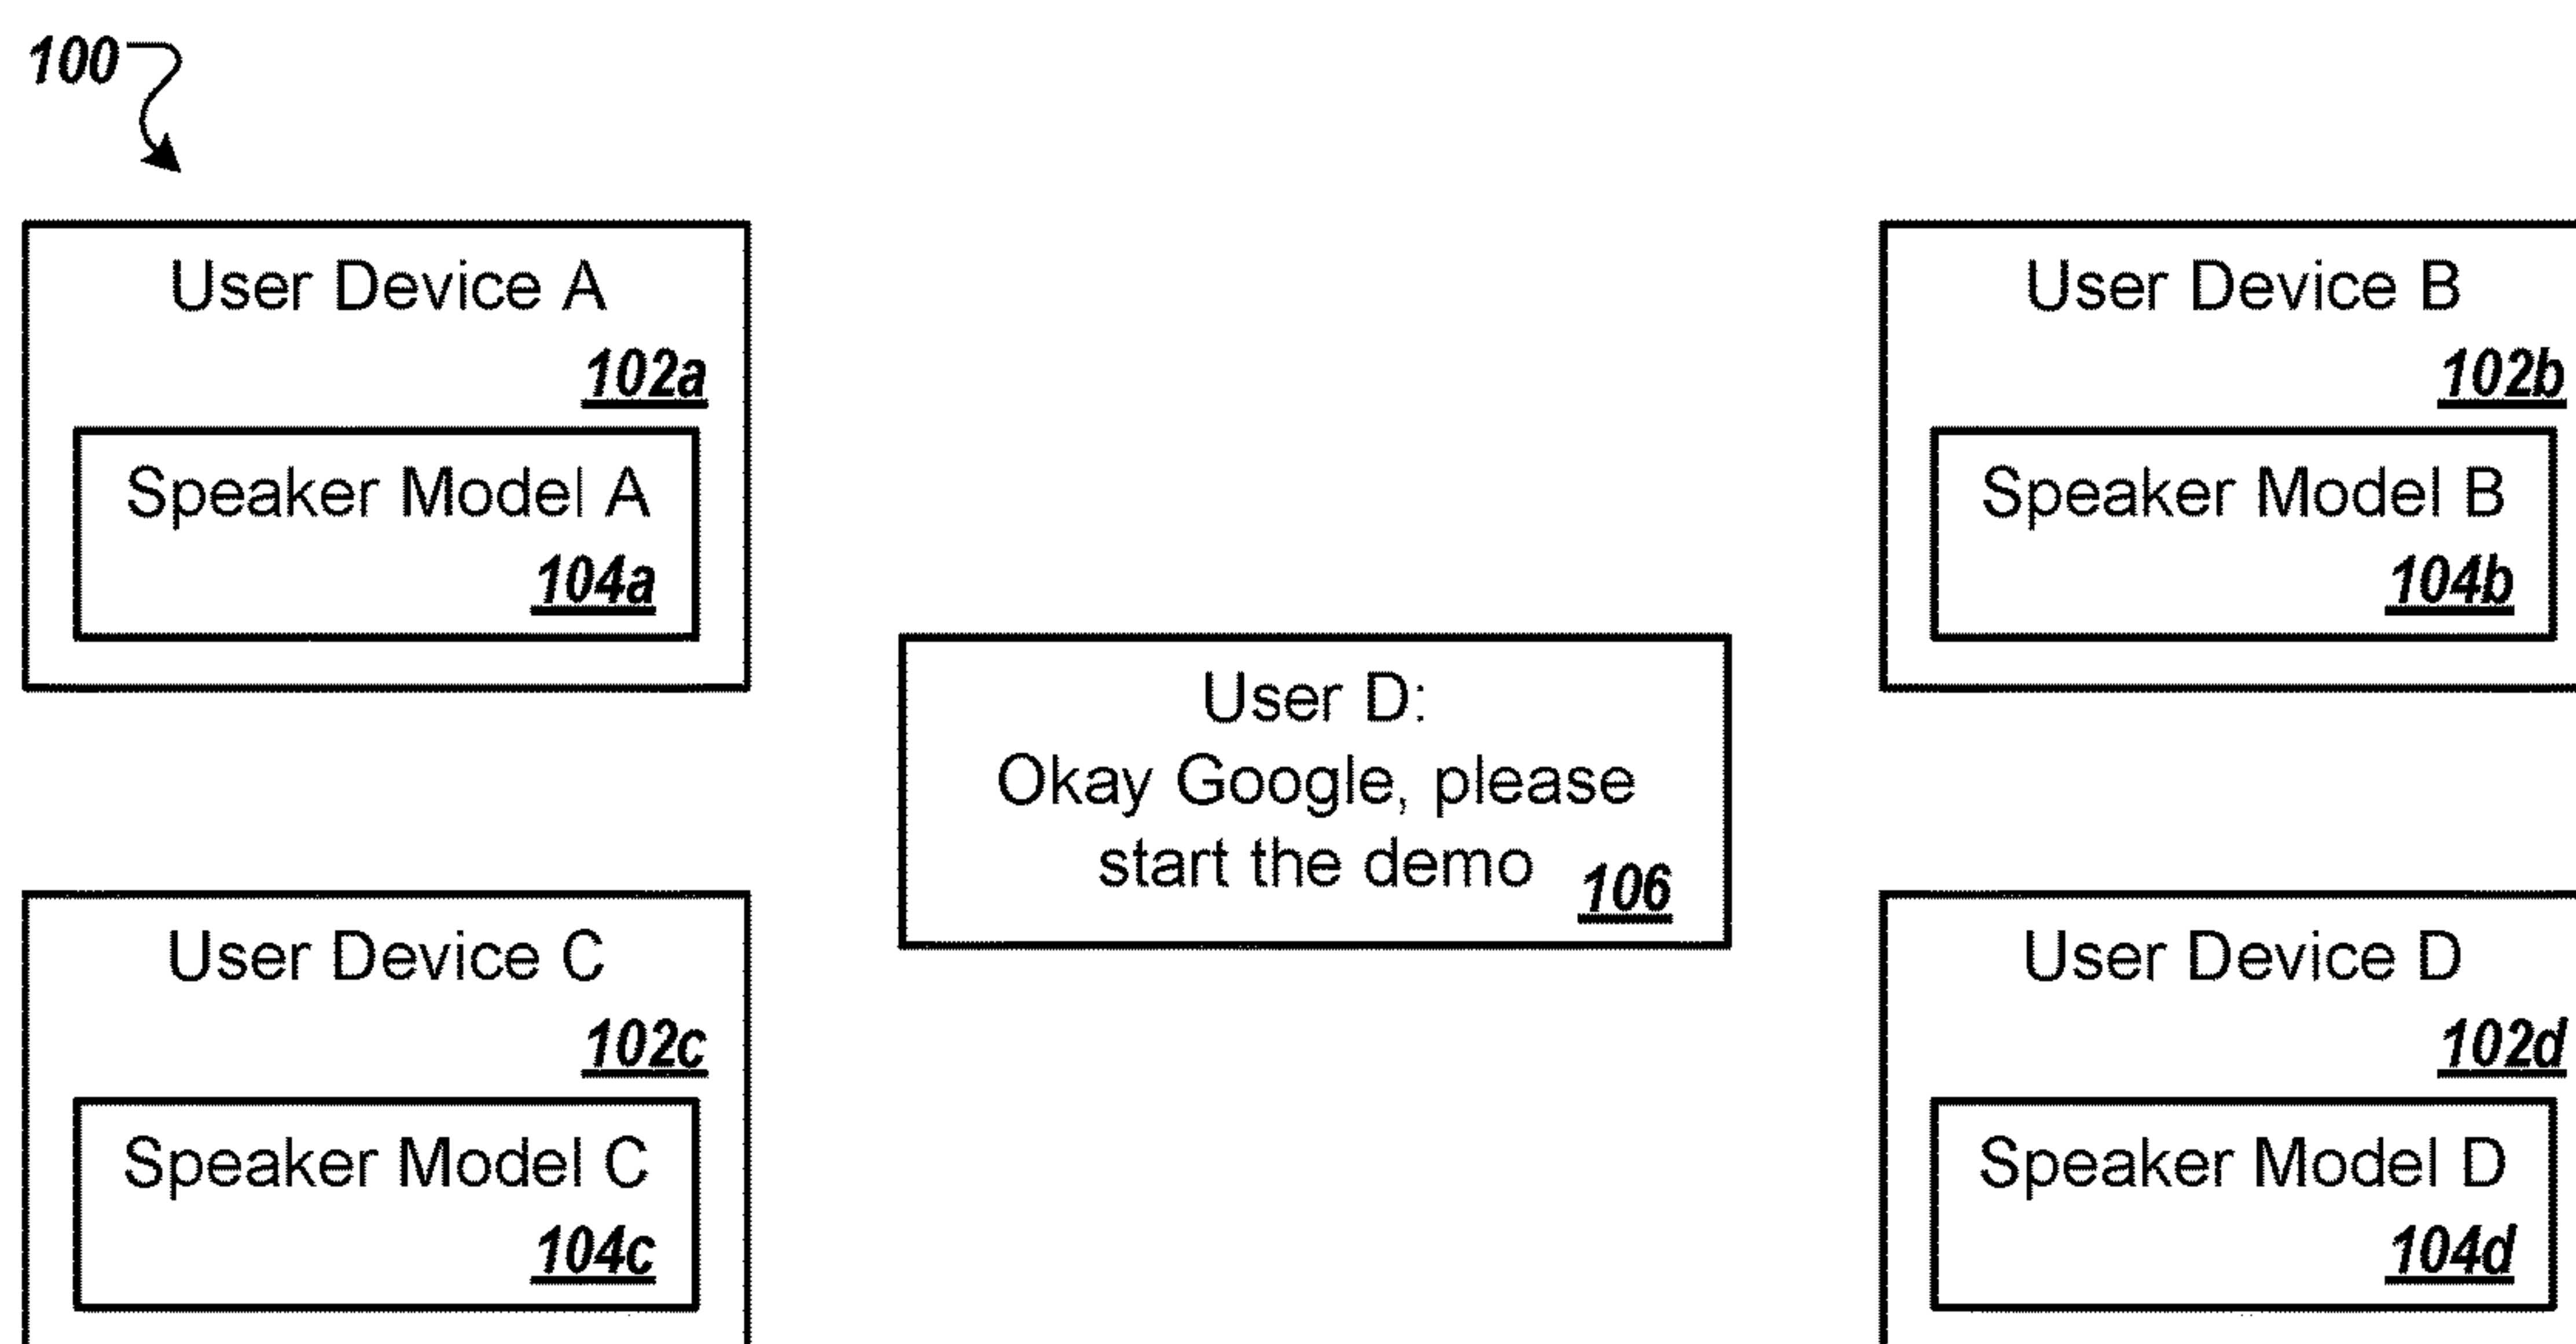 100
User Device A
102a
Speaker Model A
104a
User Device B
102b
Speaker Model B
104b
User D:
Okay Google, please
start the demo
106
User Device C
102c
Speaker Model C
104c
User Device D
102d
Speaker Model D
104d